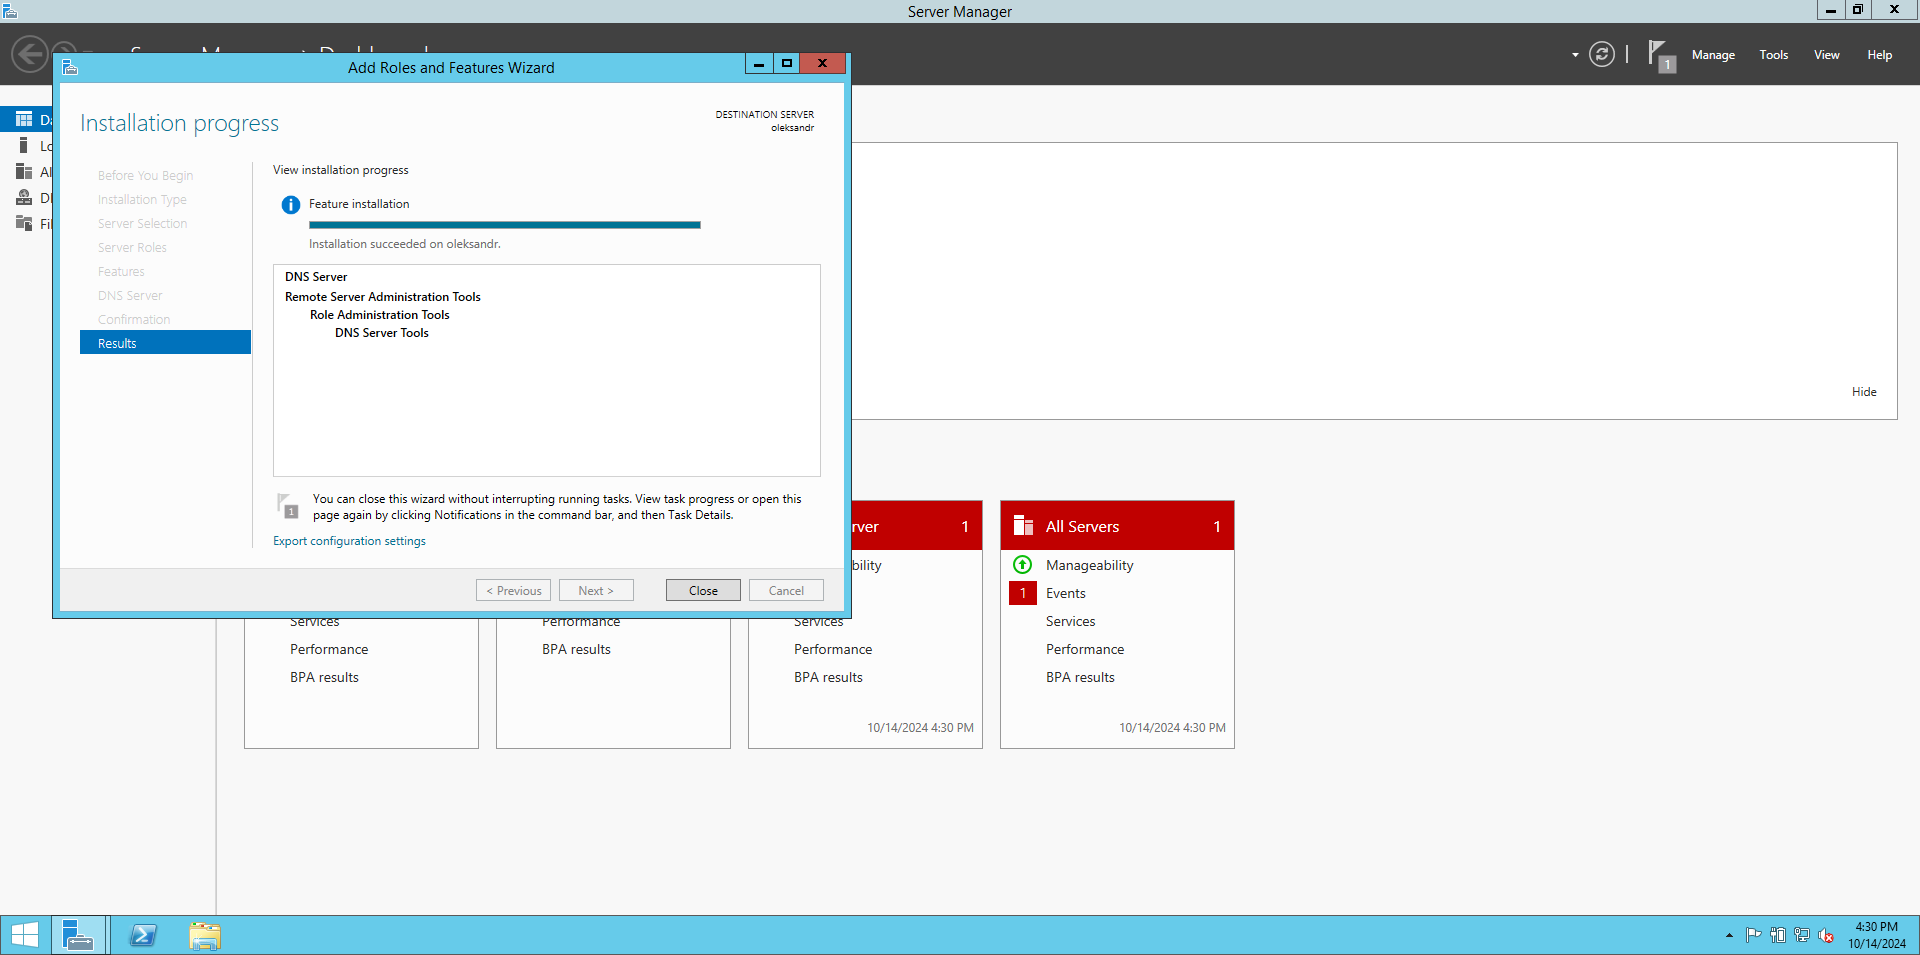 Server Manager
Manage
Tools
View
Help
1
Add Roles and Features Wizard
Installation progress
DESTINATION SERVER
oleksandr
Before You Begin
Installation Type
Server Selection
Server Roles
Features
DNS Server
Confirmation
Results
View installation progress
Feature installation
Installation succeeded on oleksandr.
DNS Server
Remote Server Administration Tools
Role Administration Tools
DNS Server Tools
1
You can close this wizard without interrupting running tasks. View task progress or open this
page again by clicking Notifications in the command bar, and then Task Details.
Export configuration settings
< Previous
Next >
Close
Cancel
Hide
Services
Performance
BPA results
Performance
BPA results
1
Services
Performance
BPA results
10/14/2024 4:30 PM
All Servers
1
Manageability
1
Events
Services
Performance
BPA results
10/14/2024 4:30 PM
4:30 PM
10/14/2024